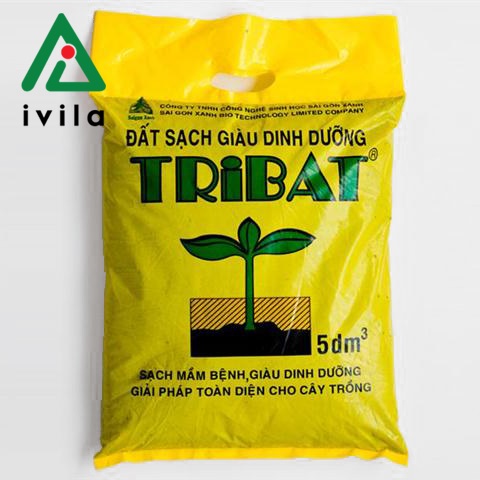 ivila
Saigon Xanh
CÔNG TY TNHH CÔNG NGHỆ SINH HỌC SÀI GÒN XANH
SAI GON XANH BIO TECHNOLOGY LIMITED COMPANY
ĐẤT SẠCH GIÀU DINH DƯỠNG
TRiBAT®
5dm³
SẠCH MẦM BỆNH,GIÀU DINH DƯỠNG
GIẢI PHÁP TOÀN DIỆN CHO CÂY TRỒNG